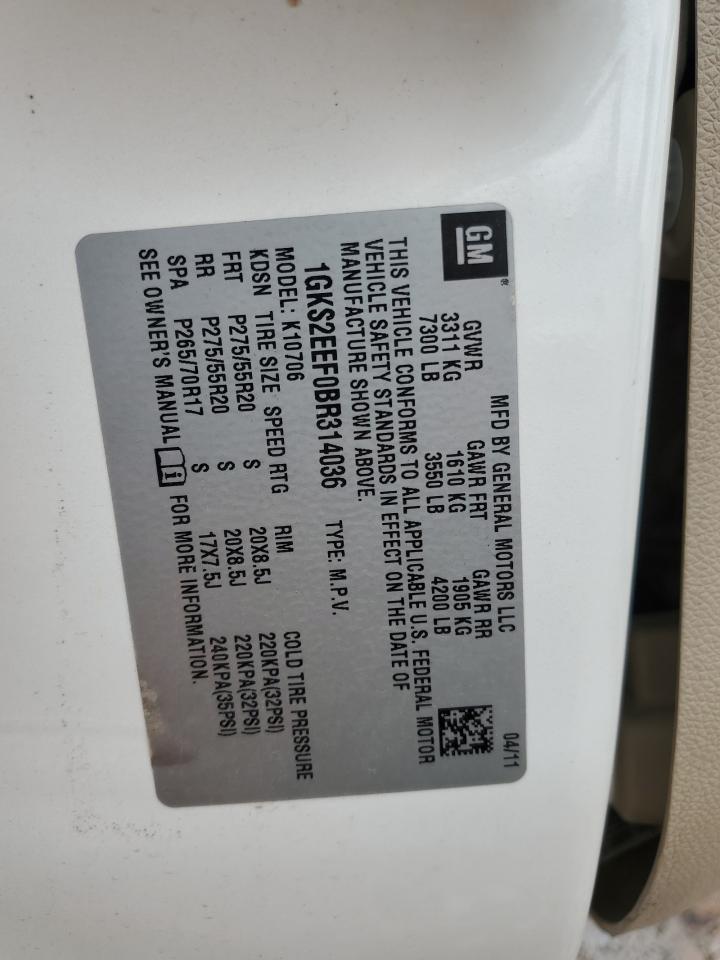 GM®
MFD BY GENERAL MOTORS LLC 04/11
GVWR GAWR FRT GAWR RR
3311 KG 1610 KG 1905 KG
7300 LB 3550 LB 4200 LB
THIS VEHICLE CONFORMS TO ALL APPLICABLE U.S. FEDERAL MOTOR
VEHICLE SAFETY STANDARDS IN EFFECT ON THE DATE OF
MANUFACTURE SHOWN ABOVE.
1GKS2EEF0BR314036 TYPE: M.P.V.
MODEL: K10706
KDSN TIRE SIZE SPEED RTG RIM COLD TIRE PRESSURE
FRT P275/55R20 S 20X8.5J 220KPA(32PSI)
RR P275/55R20 S 20X8.5J 220KPA(32PSI)
SPA P265/70R17 S 17X7.5J 240KPA(35PSI)
SEE OWNER'S MANUAL i FOR MORE INFORMATION.